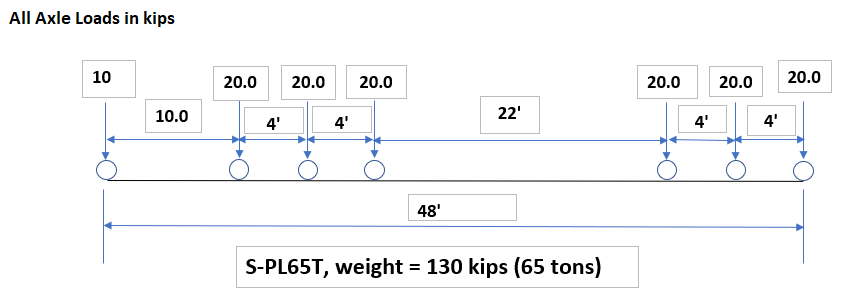 All Axle Loads in kips
10 20.0 20.0 20.0 20.0 20.0 20.0
10.0 4' 4' 22' 4' 4'
48'
S-PL65T, weight = 130 kips (65 tons)